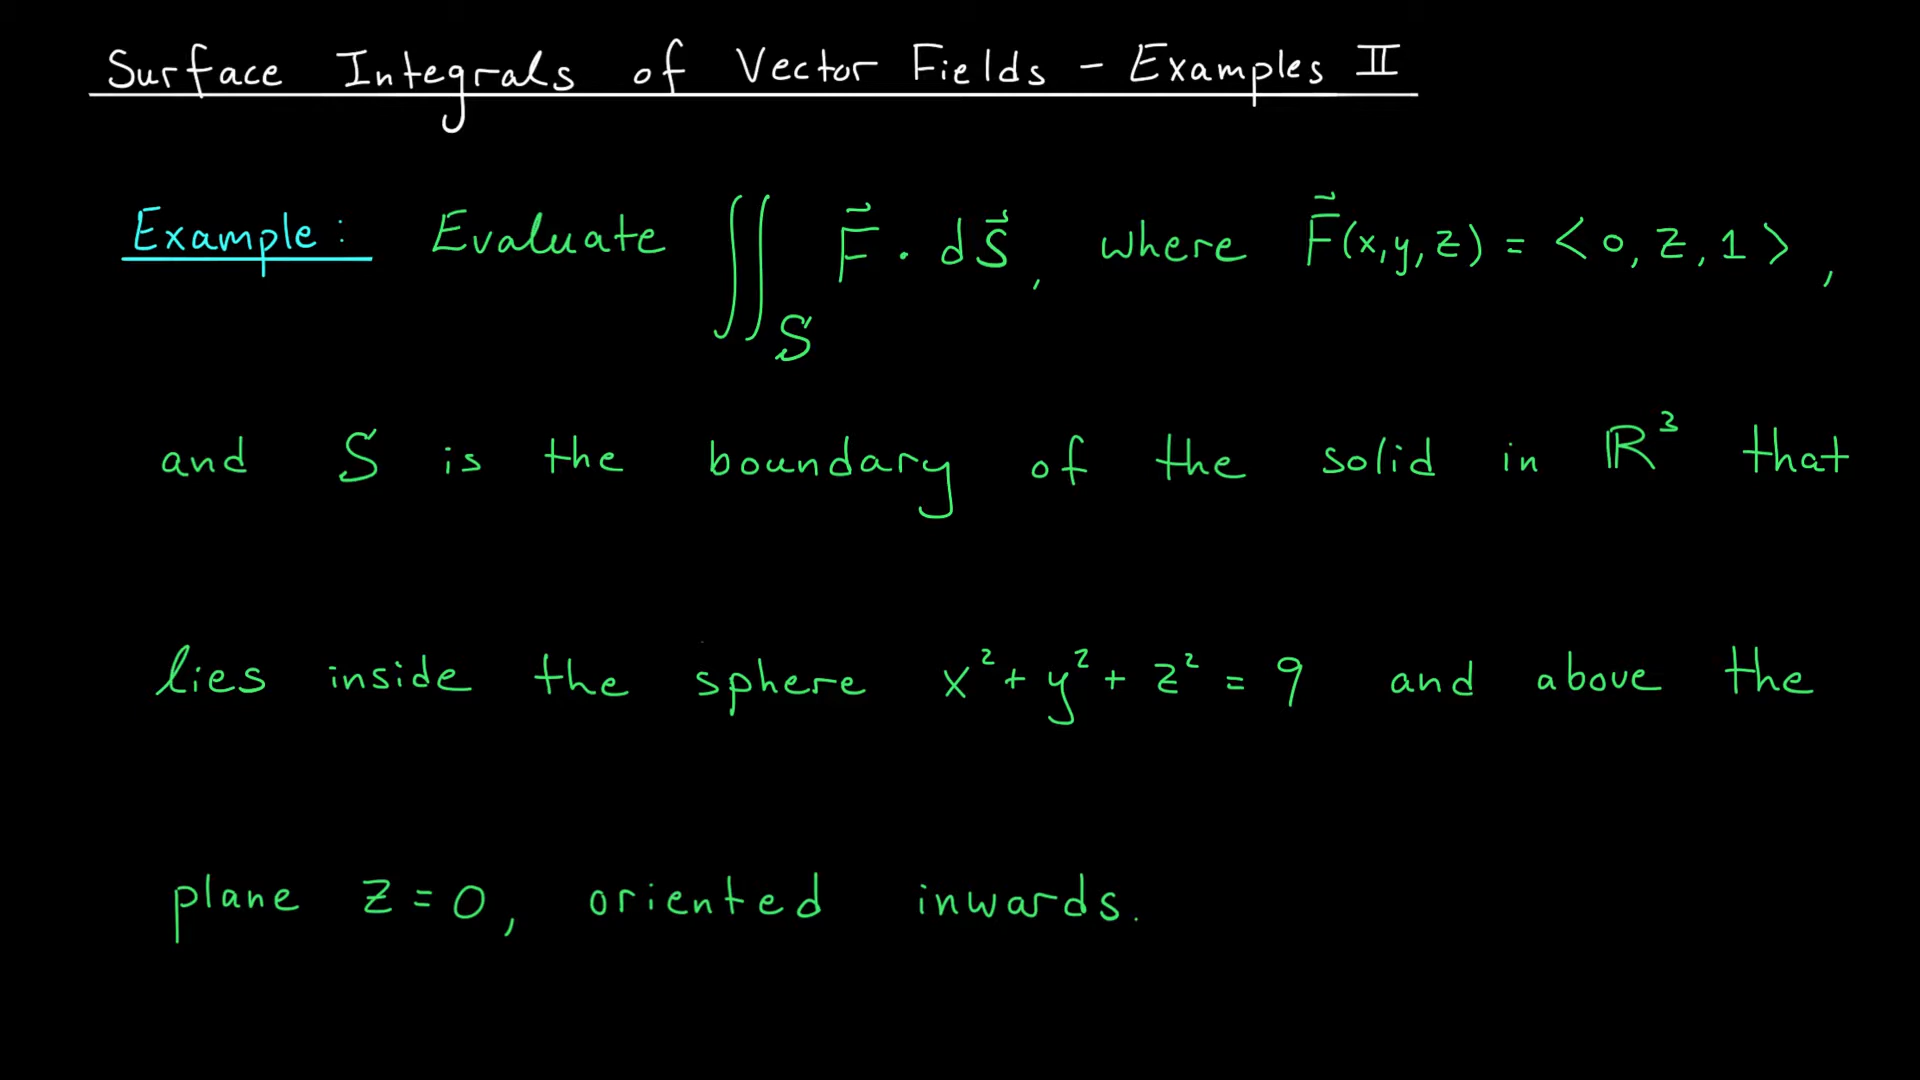 Surface Integrals of Vector Fields - Examples II
Example: Evaluate ∬_S F⃗ · dS⃗, where F⃗(x,y,z) = <0, z, 1>,
and S is the boundary of the solid in ℝ³ that
lies inside the sphere x² + y² + z² = 9 and above the
plane z = 0, oriented inwards.